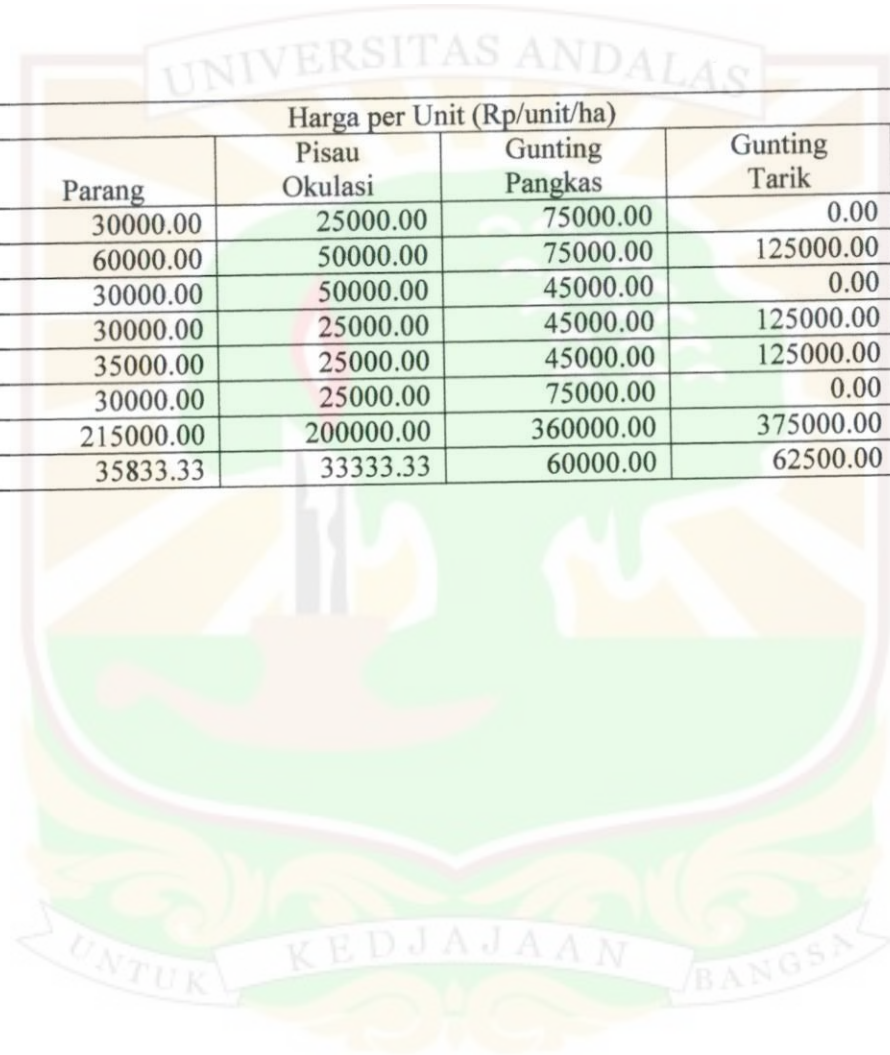 UNIVERSITAS ANDALAS
Harga per Unit (Rp/unit/ha)
Parang Pisau Okulasi Gunting Pangkas Gunting Tarik
30000.00 25000.00 75000.00 0.00
60000.00 50000.00 75000.00 125000.00
30000.00 50000.00 45000.00 0.00
30000.00 25000.00 45000.00 125000.00
35000.00 25000.00 45000.00 125000.00
30000.00 25000.00 75000.00 0.00
215000.00 200000.00 360000.00 375000.00
35833.33 33333.33 60000.00 62500.00
UNTUK KEDJAJAAN BANGSA